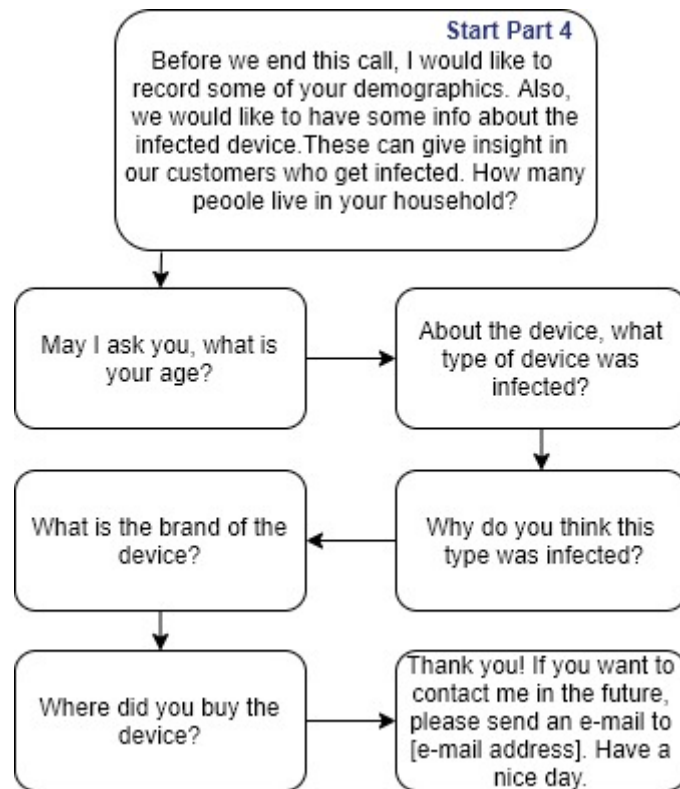 Start Part 4
Before we end this call, I would like to
record some of your demographics. Also,
we would like to have some info about the
infected device.These can give insight in
our customers who get infected. How many
peoole live in your household?
May I ask you, what is
your age?
About the device, what
type of device was
infected?
Why do you think this
type was infected?
What is the brand of the
device?
Where did you buy the
device?
Thank you! If you want to
contact me in the future,
please send an e-mail to
[e-mail address]. Have a
nice day.